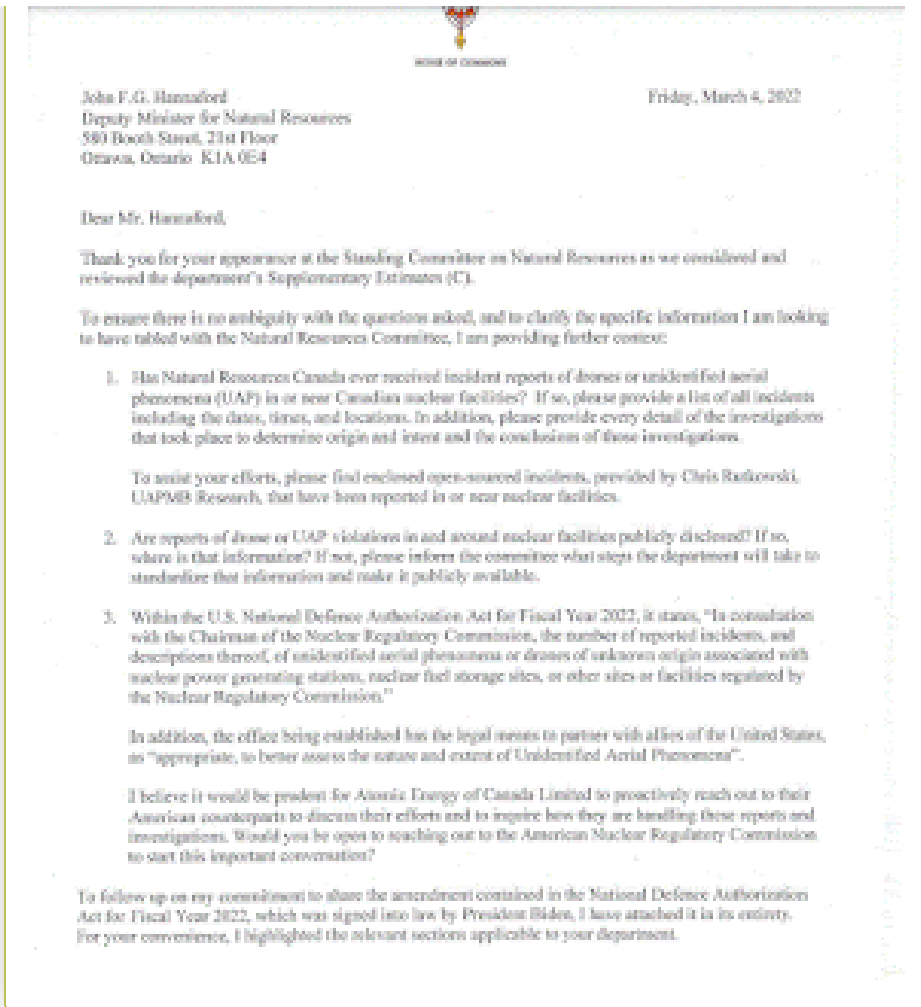 HOUSE OF COMMONS
John F.G. Hannaford
Friday, March 4, 2022
Deputy Minister for Natural Resources
580 Booth Street, 21st Floor
Ottawa, Ontario K1A 0E4
Dear Mr. Hannaford,
Thank you for your appearance at the Standing Committee on Natural Resources as we considered and
reviewed the department's Supplementary Estimates (C).
To ensure there is no ambiguity with the questions asked, and to clarify the specific information I am looking
to have tabled with the Natural Resources Committee, I am providing further context:
1. Has Natural Resources Canada ever received incident reports of drones or unidentified aerial
phenomena (UAP) in or near Canadian nuclear facilities? If so, please provide a list of all incidents
including the dates, times, and locations. In addition, please provide every detail of the investigations
that took place to determine origin and intent and the conclusions of those investigations.
To assist your efforts, please find enclosed open-sourced incidents, provided by Chris Rutkowski,
UAPMB Research, that have been reported in or near nuclear facilities.
2. Are reports of drone or UAP violations in and around nuclear facilities publicly disclosed? If so,
where is that information? If not, please inform the committee what steps the department will take to
standardize that information and make it publicly available.
3. Within the U.S. National Defence Authorization Act for Fiscal Year 2022, it states, "In consultation
with the Chairman of the Nuclear Regulatory Commission, the number of reported incidents, and
descriptions thereof, of unidentified aerial phenomena or drones of unknown origin associated with
nuclear power generating stations, nuclear fuel storage sites, or other sites or facilities regulated by
the Nuclear Regulatory Commission."
In addition, the office being established has the legal means to partner with allies of the United States,
as "appropriate, to better assess the nature and extent of Unidentified Aerial Phenomena".
I believe it would be prudent for Atomic Energy of Canada Limited to proactively reach out to their
American counterparts to discuss their efforts and to inquire how they are handling these reports and
investigations. Would you be open to reaching out to the American Nuclear Regulatory Commission
to start this important conversation?
To follow up on my commitment to share the amendment contained in the National Defence Authorization
Act for Fiscal Year 2022, which was signed into law by President Biden, I have attached it in its entirety.
For your convenience, I highlighted the relevant sections applicable to your department.